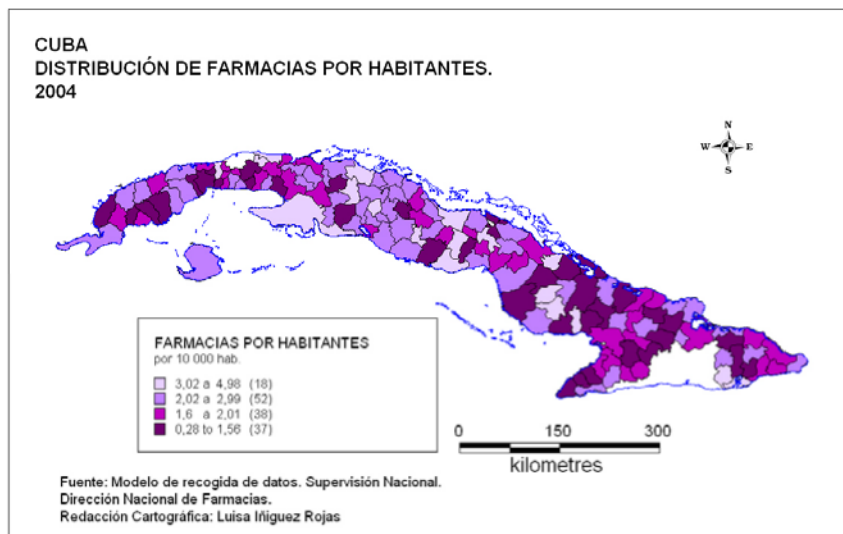 CUBA
DISTRIBUCIÓN DE FARMACIAS POR HABITANTES.
2004
N
W E
S
FARMACIAS POR HABITANTES
por 10 000 hab.
3,02 a 4,98 (18)
2,02 a 2,99 (52)
1,6 a 2,01 (38)
0,28 to 1,56 (37)
0 150 300
kilometres
Fuente: Modelo de recogida de datos. Supervisión Nacional.
Dirección Nacional de Farmacias.
Redacción Cartográfica: Luisa Iñiguez Rojas